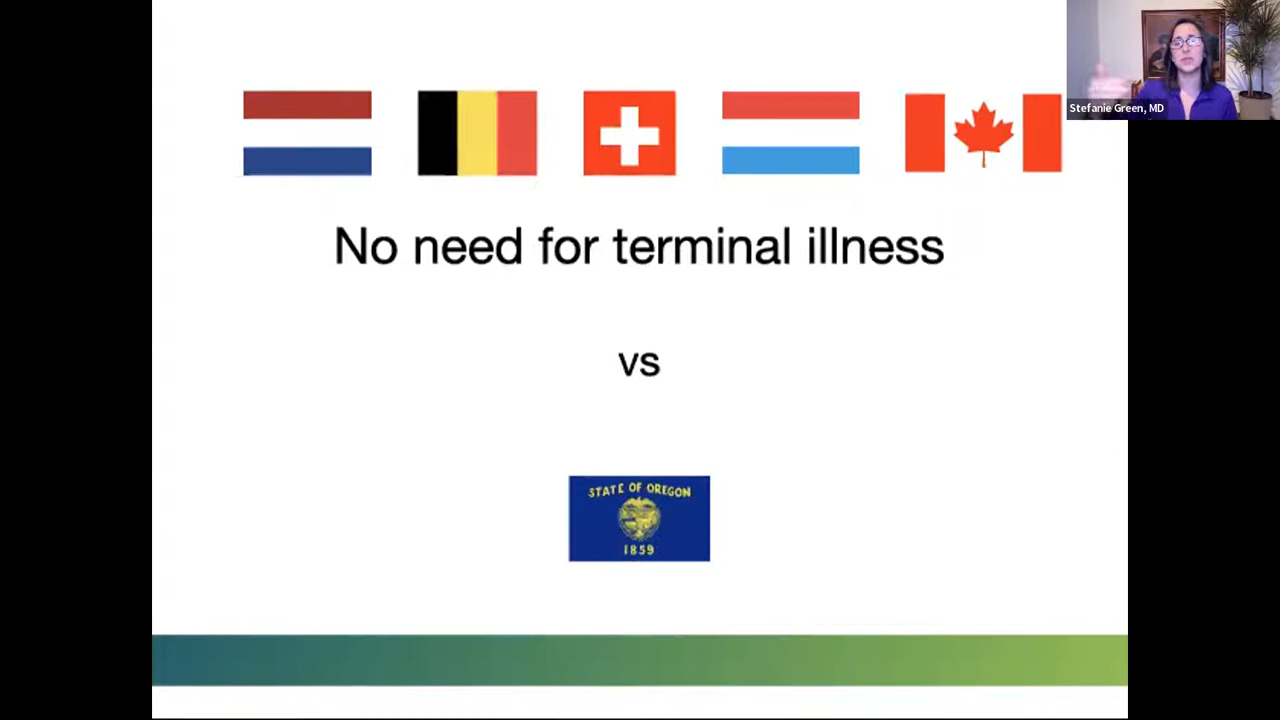 Stefanie Green, MD
No need for terminal illness
vs
STATE OF OREGON
1859